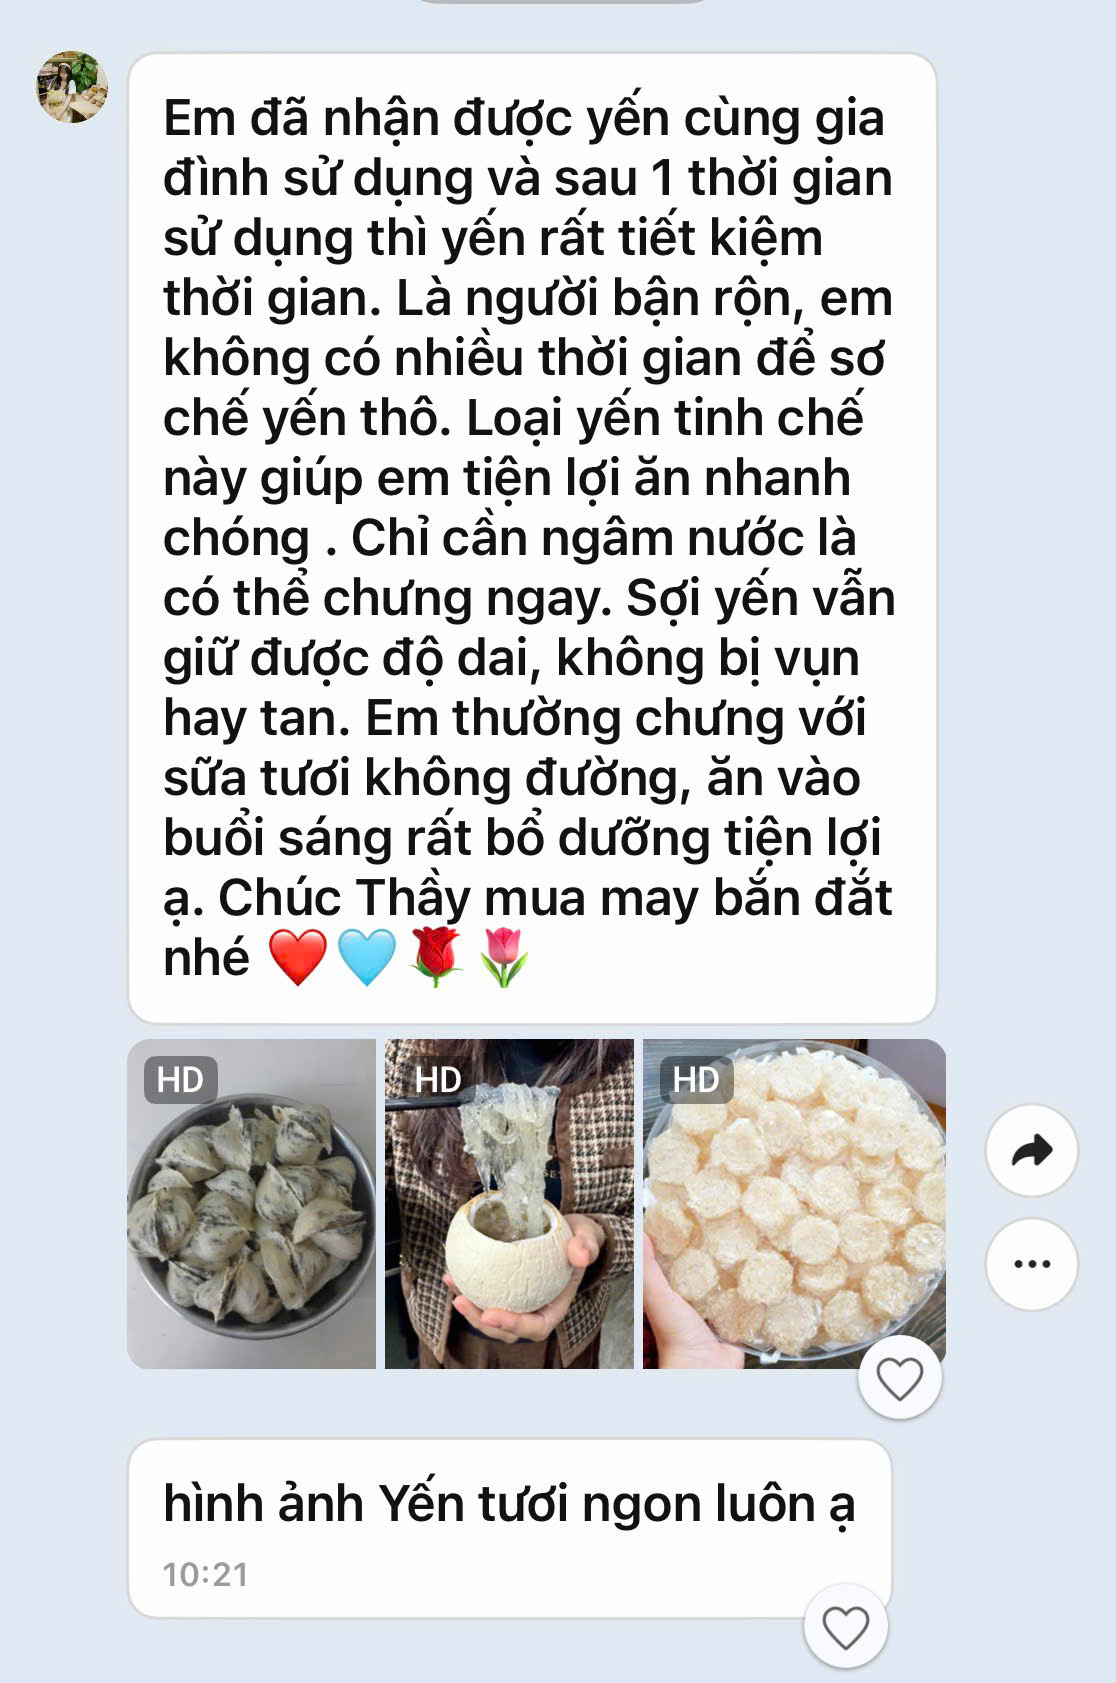 Em đã nhận được yến cùng gia
đình sử dụng và sau 1 thời gian
sử dụng thì yến rất tiết kiệm
thời gian. Là người bận rộn, em
không có nhiều thời gian để sơ
chế yến thô. Loại yến tinh chế
này giúp em tiện lợi ăn nhanh
chóng . Chỉ cần ngâm nước là
có thể chưng ngay. Sợi yến vẫn
giữ được độ dai, không bị vụn
hay tan. Em thường chưng với
sữa tươi không đường, ăn vào
buổi sáng rất bổ dưỡng tiện lợi
ạ. Chúc Thầy mua may bắn đắt
nhé ❤️🩵🌹🌷
HD
HD
HD
hình ảnh Yến tươi ngon luôn ạ
10:21